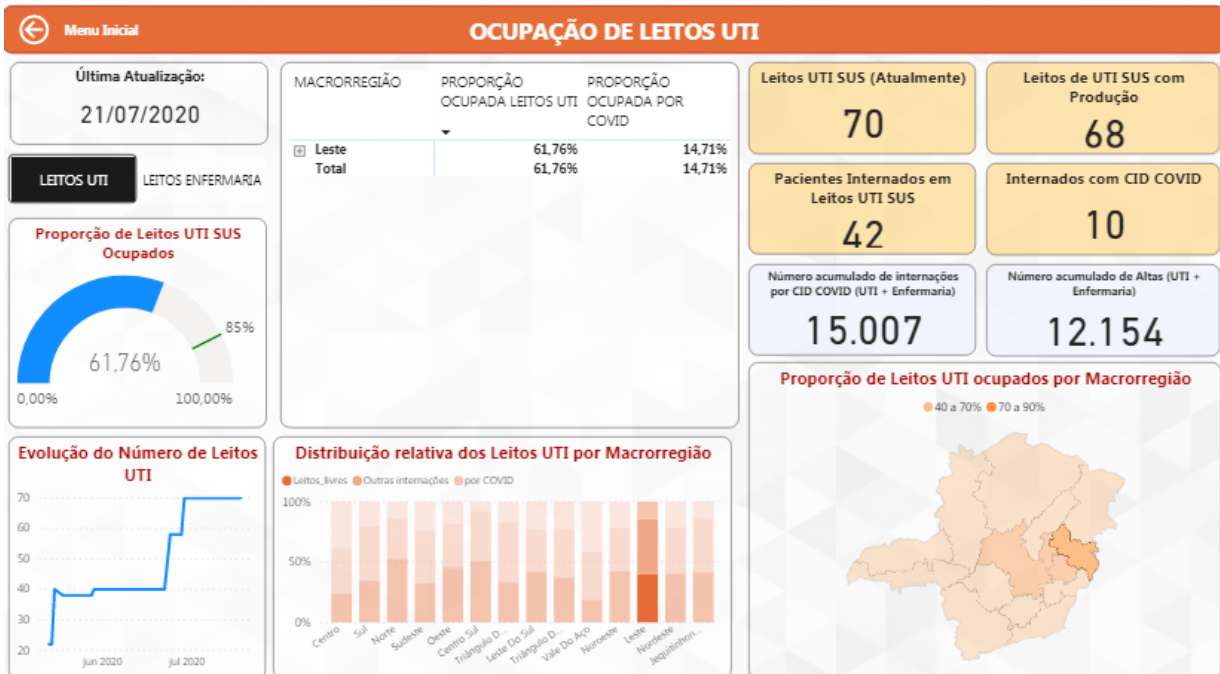 Menu Inicial
OCUPAÇÃO DE LEITOS UTI
Última Atualização:
21/07/2020
LEITOS UTI
LEITOS ENFERMARIA
Proporção de Leitos UTI SUS
Ocupados
85%
61,76%
0,00%
100,00%
MACRORREGIÃO
PROPORÇÃO
OCUPADA LEITOS UTI
PROPORÇÃO
OCUPADA POR
COVID
Leste 61,76% 14,71%
Total 61,76% 14,71%
Leitos UTI SUS (Atualmente)
70
Leitos de UTI SUS com
Produção
68
Pacientes Internados em
Leitos UTI SUS
42
Internados com CID COVID
10
Número acumulado de internações
por CID COVID (UTI + Enfermaria)
15.007
Número acumulado de Altas (UTI +
Enfermaria)
12.154
Evolução do Número de Leitos
UTI
70
60
50
40
30
20
jun 2020
jul 2020
Distribuição relativa dos Leitos UTI por Macrorregião
Leitos_livres Outras internações por COVID
100%
50%
0%
Centro
Sul
Norte
Sudeste
Oeste
Centro Sul
Triângulo D...
Leste Do Sul
Triângulo D...
Vale Do Aço
Noroeste
Leste
Nordeste
Jequitinhon...
Proporção de Leitos UTI ocupados por Macrorregião
40 a 70% 70 a 90%